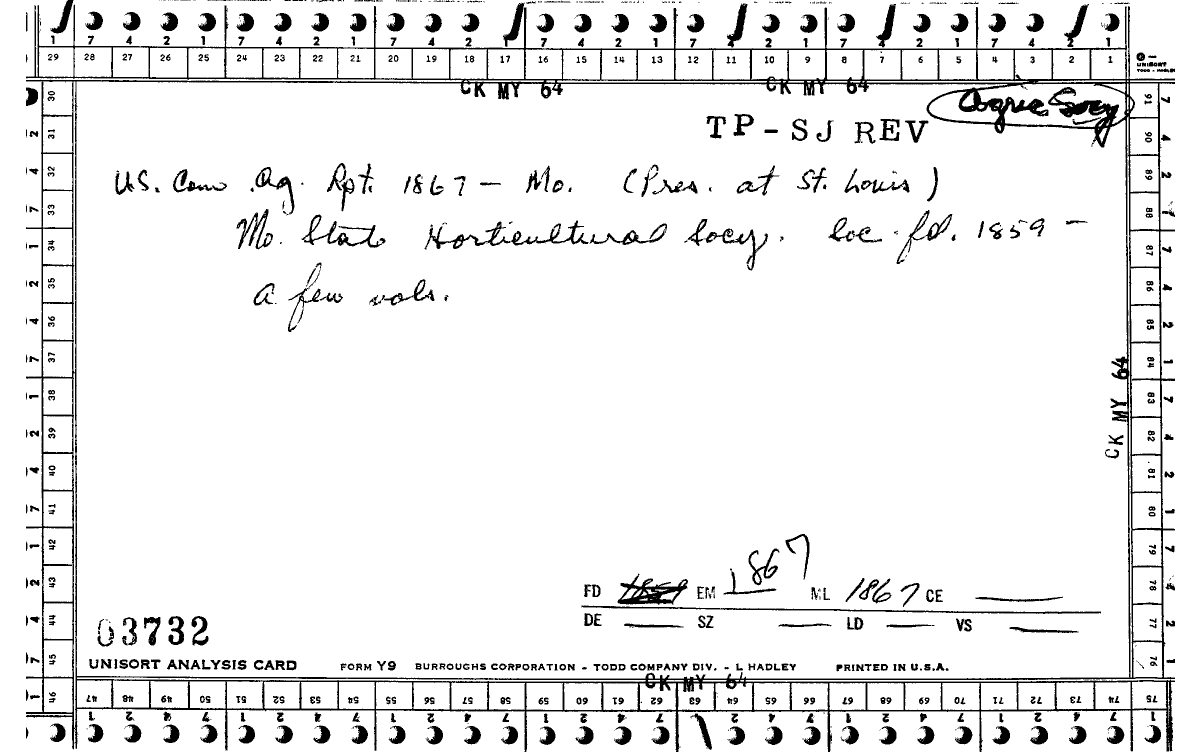 1 7 4 2 1 7 4 2 1 7 4 2 1 7 4 2 1 7 4 2 1 7 4 2 1 7 4 2 1
29 28 27 26 25 24 23 22 21 20 19 18 17 16 15 14 13 12 11 10 9 8 7 6 5 4 3 2 1
UNISORT
TODD - HADLEY
CK MY 64 CK MY 64
Agric Socy
TP-SJ REV
U.S. Com Ag. Rpt. 1867 - Mo. (Pres. at St. Louis)
Mo. State Horticultural Socy. Soc. fd. 1859 -
a few vols.
30
31
32
33
34
35
36
37
38
39
40
41
42
43
44
45
46
91
90
89
88
87
86
85
84
83
82
81
80
79
78
77
76
CK MY 64
FD 1859 EM 1867 ML 1867 CE
DE SZ LD VS
03732
UNISORT ANALYSIS CARD FORM Y9 BURROUGHS CORPORATION - TODD COMPANY DIV. - L HADLEY PRINTED IN U.S.A.
CK MY 64
47 48 49 50 51 52 53 54 55 56 57 58 59 60 61 62 63 64 65 66 67 68 69 70 71 72 73 74 75